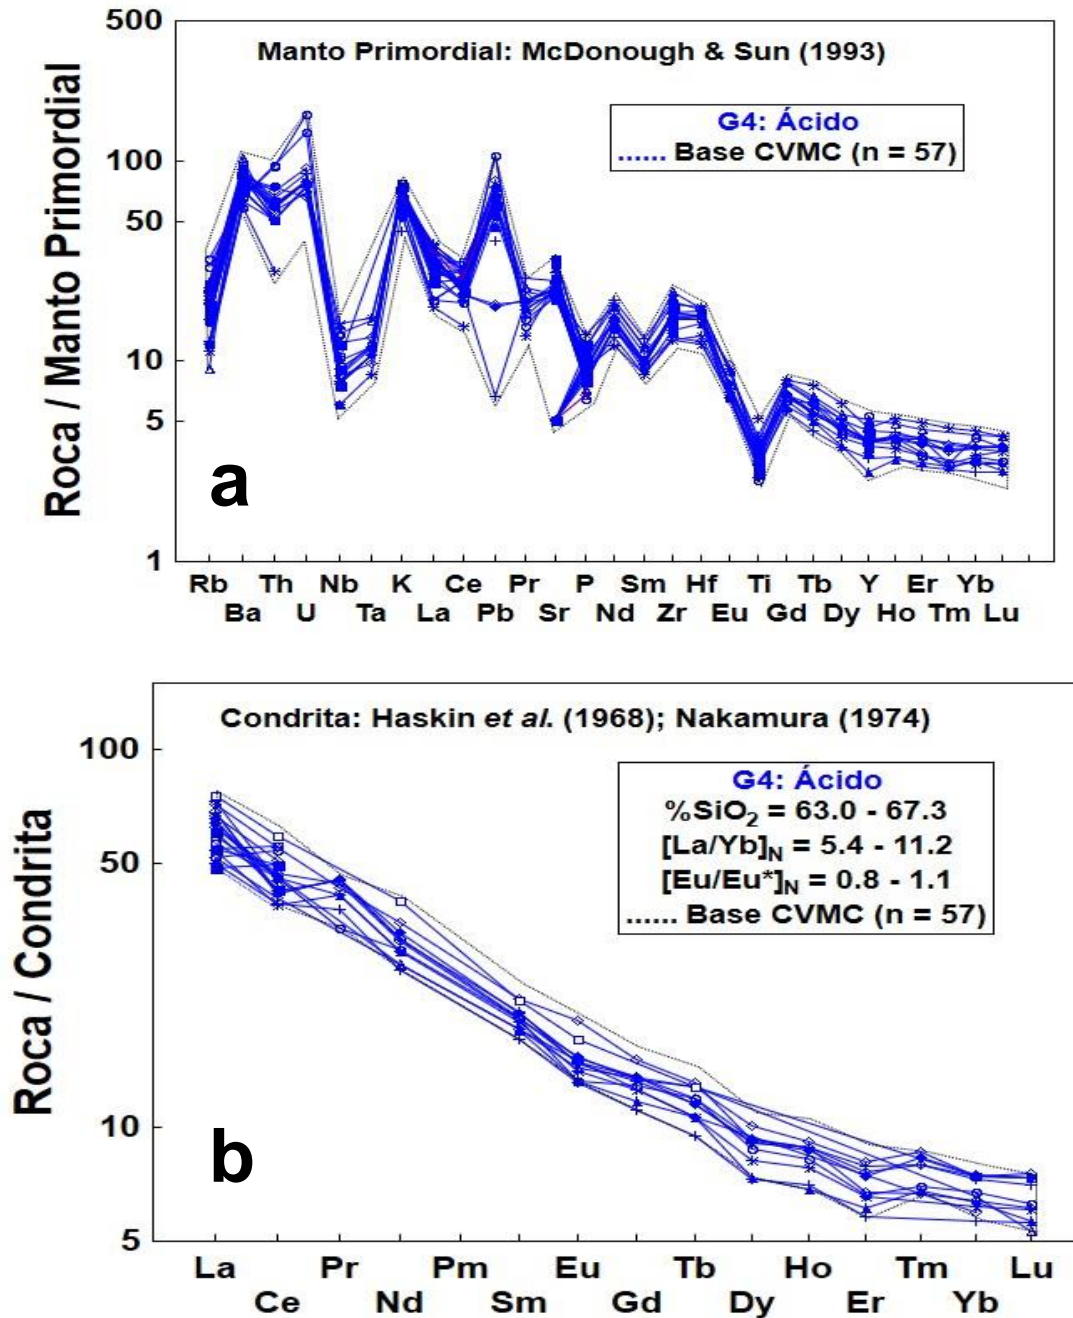 500
Manto Primordial: McDonough & Sun (1993)
G4: Ácido
...... Base CVMC (n = 57)
100
50
10
5
1
Roca / Manto Primordial
a
Rb Th Nb K Ce Pr P Sm Hf Ti Tb Y Er Yb
Ba U Ta La Pb Sr Nd Zr Eu Gd Dy Ho Tm Lu
Condrita: Haskin et al. (1968); Nakamura (1974)
G4: Ácido
%SiO₂ = 63.0 - 67.3
[La/Yb]N = 5.4 - 11.2
[Eu/Eu*]N = 0.8 - 1.1
...... Base CVMC (n = 57)
100
50
10
5
Roca / Condrita
b
La Pr Pm Eu Tb Ho Tm Lu
Ce Nd Sm Gd Dy Er Yb